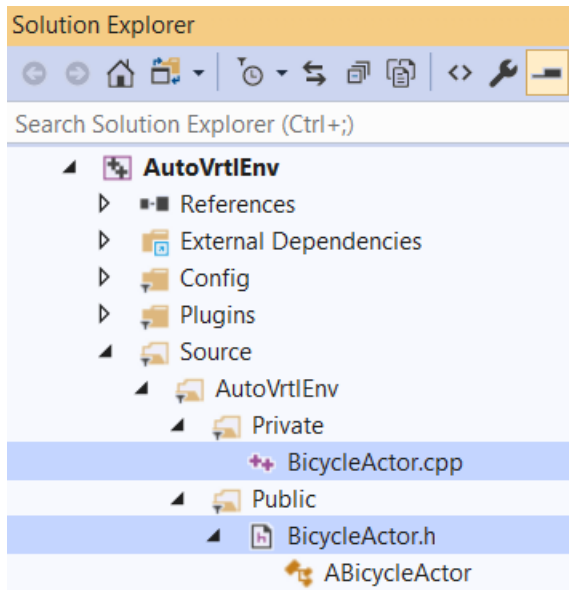 Solution Explorer
Search Solution Explorer (Ctrl+;)
AutoVrtlEnv
References
External Dependencies
Config
Plugins
Source
AutoVrtlEnv
Private
BicycleActor.cpp
Public
BicycleActor.h
ABicycleActor